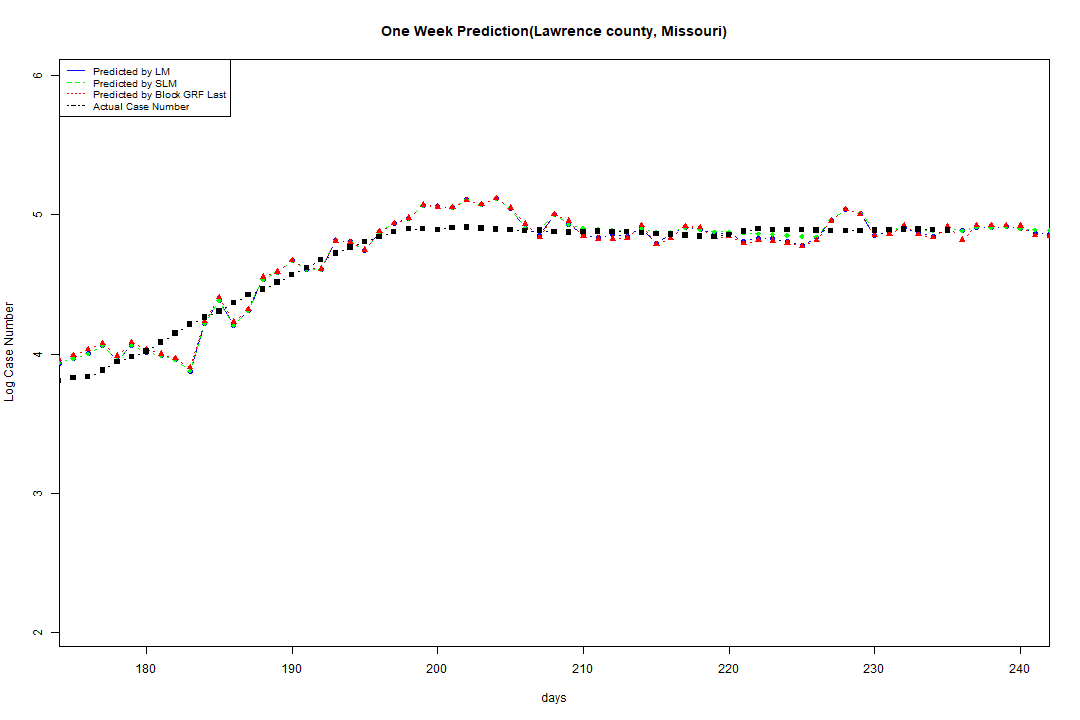 One Week Prediction(Lawrence county, Missouri)
Predicted by LM
Predicted by SLM
Predicted by Block GRF Last
Actual Case Number
6
5
4
3
2
Log Case Number
180 190 200 210 220 230 240
days